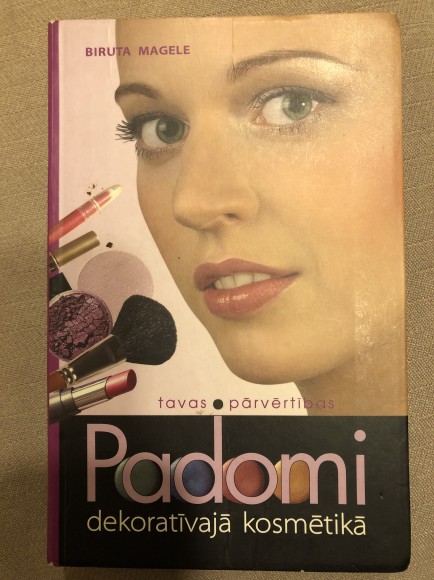 BIRUTA MAGELE
tavas • pārvērtības
Padomi
dekoratīvajā kosmētikā